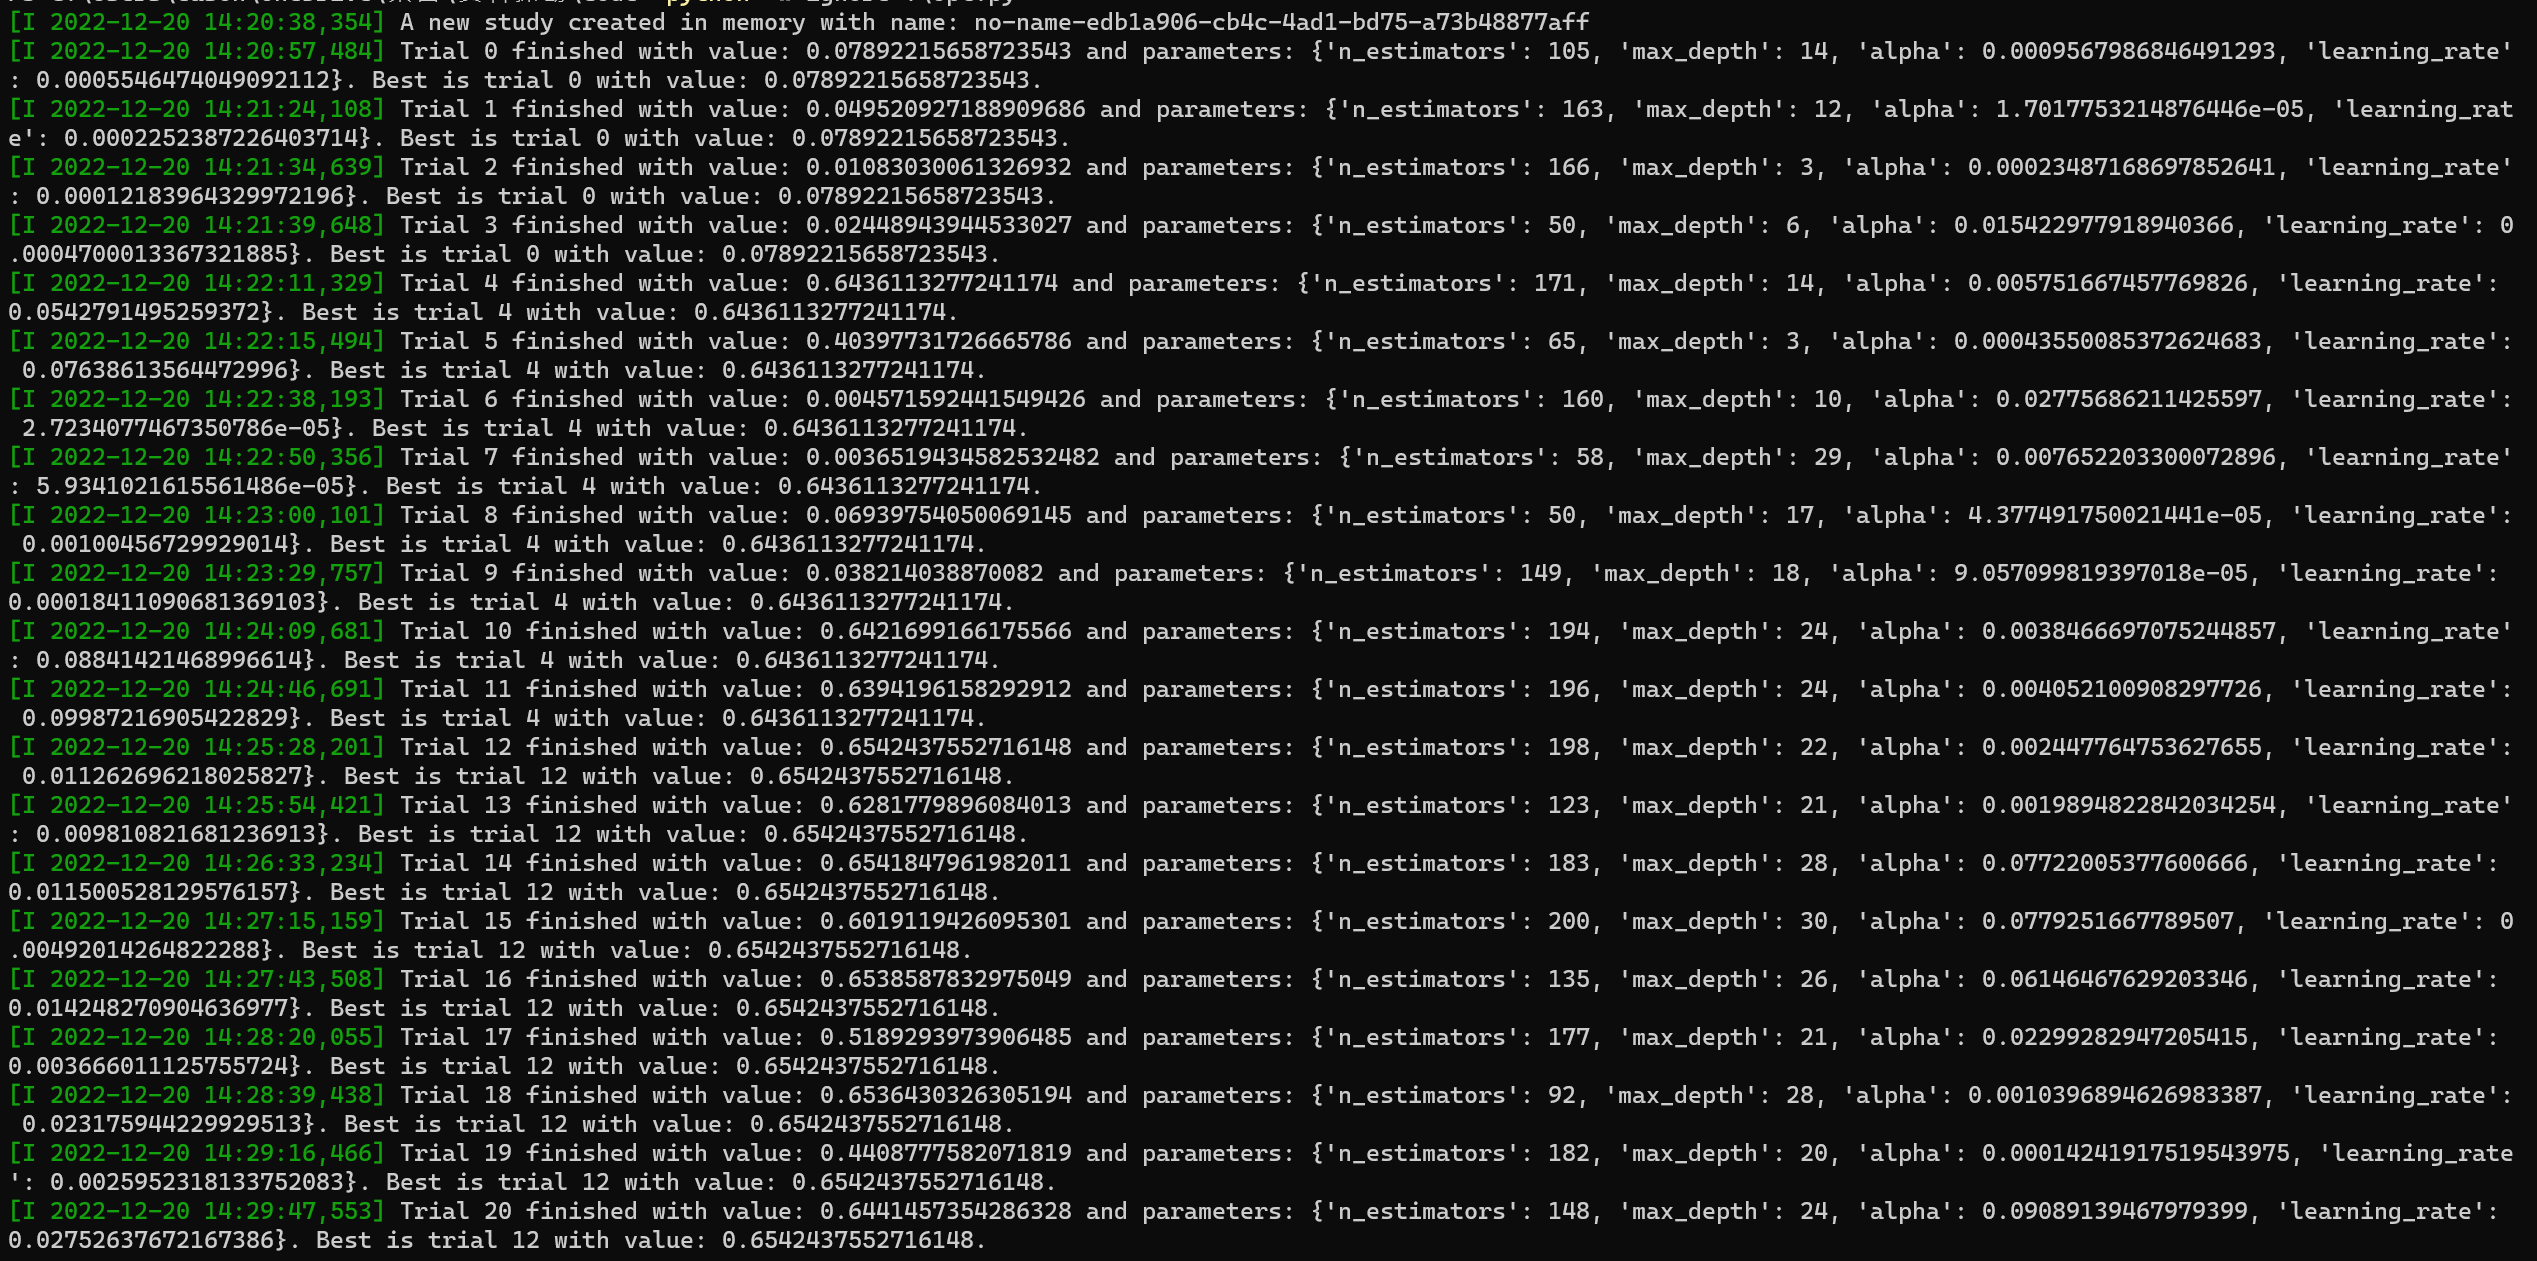 [I 2022-12-20 14:20:38,354] A new study created in memory with name: no-name-edb1a906-cb4c-4ad1-bd75-a73b48877aff
[I 2022-12-20 14:20:57,484] Trial 0 finished with value: 0.07892215658723543 and parameters: {'n_estimators': 105, 'max_depth': 14, 'alpha': 0.0009567986846491293, 'learning_rate'
: 0.0005546474049092112}. Best is trial 0 with value: 0.07892215658723543.
[I 2022-12-20 14:21:24,108] Trial 1 finished with value: 0.049520927188909686 and parameters: {'n_estimators': 163, 'max_depth': 12, 'alpha': 1.7017753214876446e-05, 'learning_rat
e': 0.0002252387226403714}. Best is trial 0 with value: 0.07892215658723543.
[I 2022-12-20 14:21:34,639] Trial 2 finished with value: 0.01083030061326932 and parameters: {'n_estimators': 166, 'max_depth': 3, 'alpha': 0.00023487168697852641, 'learning_rate'
: 0.00012183964329972196}. Best is trial 0 with value: 0.07892215658723543.
[I 2022-12-20 14:21:39,648] Trial 3 finished with value: 0.024489439444533027 and parameters: {'n_estimators': 50, 'max_depth': 6, 'alpha': 0.015422977918940366, 'learning_rate': 0
.0004700013367321885}. Best is trial 0 with value: 0.07892215658723543.
[I 2022-12-20 14:22:11,329] Trial 4 finished with value: 0.6436113277241174 and parameters: {'n_estimators': 171, 'max_depth': 14, 'alpha': 0.005751667457769826, 'learning_rate':
0.0542791495259372}. Best is trial 4 with value: 0.6436113277241174.
[I 2022-12-20 14:22:15,494] Trial 5 finished with value: 0.403977317266657​86 and parameters: {'n_estimators': 65, 'max_depth': 3, 'alpha': 0.00043550085372624683, 'learning_rate':
0.07638613564472996}. Best is trial 4 with value: 0.6436113277241174.
[I 2022-12-20 14:22:38,193] Trial 6 finished with value: 0.004571592441549426 and parameters: {'n_estimators': 160, 'max_depth': 10, 'alpha': 0.02775686211425597, 'learning_rate':
2.7234077467350786e-05}. Best is trial 4 with value: 0.6436113277241174.
[I 2022-12-20 14:22:50,356] Trial 7 finished with value: 0.0036519434582532482 and parameters: {'n_estimators': 58, 'max_depth': 29, 'alpha': 0.007652203300072896, 'learning_rate'
: 5.9341021615561486e-05}. Best is trial 4 with value: 0.6436113277241174.
[I 2022-12-20 14:23:00,101] Trial 8 finished with value: 0.06939754050069145 and parameters: {'n_estimators': 50, 'max_depth': 17, 'alpha': 4.3774917500​21441e-05, 'learning_rate':
0.00100456729929014}. Best is trial 4 with value: 0.6436113277241174.
[I 2022-12-20 14:23:29,757] Trial 9 finished with value: 0.038214038870082 and parameters: {'n_estimators': 149, 'max_depth': 18, 'alpha': 9.057099819397018e-05, 'learning_rate':
0.00018411090681369103}. Best is trial 4 with value: 0.6436113277241174.
[I 2022-12-20 14:24:09,681] Trial 10 finished with value: 0.6421699166175566 and parameters: {'n_estimators': 194, 'max_depth': 24, 'alpha': 0.0038466697075244857, 'learning_rate'
: 0.08841421468996614}. Best is trial 4 with value: 0.6436113277241174.
[I 2022-12-20 14:24:46,691] Trial 11 finished with value: 0.6394196158292912 and parameters: {'n_estimators': 196, 'max_depth': 24, 'alpha': 0.004052100908297726, 'learning_rate':
0.09987216905422829}. Best is trial 4 with value: 0.6436113277241174.
[I 2022-12-20 14:25:28,201] Trial 12 finished with value: 0.6542437552716148 and parameters: {'n_estimators': 198, 'max_depth': 22, 'alpha': 0.002447764753627655, 'learning_rate':
0.011262696218025827}. Best is trial 12 with value: 0.6542437552716148.
[I 2022-12-20 14:25:54,421] Trial 13 finished with value: 0.6281779896084013 and parameters: {'n_estimators': 123, 'max_depth': 21, 'alpha': 0.0019894822842034254, 'learning_rate'
: 0.009810821681236913}. Best is trial 12 with value: 0.6542437552716148.
[I 2022-12-20 14:26:33,234] Trial 14 finished with value: 0.6541847961982011 and parameters: {'n_estimators': 183, 'max_depth': 28, 'alpha': 0.07722005377600666, 'learning_rate':
0.011500528129576157}. Best is trial 12 with value: 0.6542437552716148.
[I 2022-12-20 14:27:15,159] Trial 15 finished with value: 0.6019119426095301 and parameters: {'n_estimators': 200, 'max_depth': 30, 'alpha': 0.0779251667789507, 'learning_rate': 0
.004920142648222​88}. Best is trial 12 with value: 0.6542437552716148.
[I 2022-12-20 14:27:43,508] Trial 16 finished with value: 0.6538587832975049 and parameters: {'n_estimators': 135, 'max_depth': 26, 'alpha': 0.06146467629203346, 'learning_rate':
0.0142482709046369​77}. Best is trial 12 with value: 0.6542437552716148.
[I 2022-12-20 14:28:20,055] Trial 17 finished with value: 0.5189293973906485 and parameters: {'n_estimators': 177, 'max_depth': 21, 'alpha': 0.02299282947205415, 'learning_rate':
0.003666011125755724}. Best is trial 12 with value: 0.6542437552716148.
[I 2022-12-20 14:28:39,438] Trial 18 finished with value: 0.6536430326305194 and parameters: {'n_estimators': 92, 'max_depth': 28, 'alpha': 0.0010396894626983387, 'learning_rate':
0.023175944229929513}. Best is trial 12 with value: 0.6542437552716148.
[I 2022-12-20 14:29:16,466] Trial 19 finished with value: 0.4408777582071819 and parameters: {'n_estimators': 182, 'max_depth': 20, 'alpha': 0.00014241917519543975, 'learning_rate
': 0.0025952318133752083}. Best is trial 12 with value: 0.6542437552716148.
[I 2022-12-20 14:29:47,553] Trial 20 finished with value: 0.6441457354286328 and parameters: {'n_estimators': 148, 'max_depth': 24, 'alpha': 0.09089139467979399, 'learning_rate':
0.02752637672167386}. Best is trial 12 with value: 0.6542437552716148.